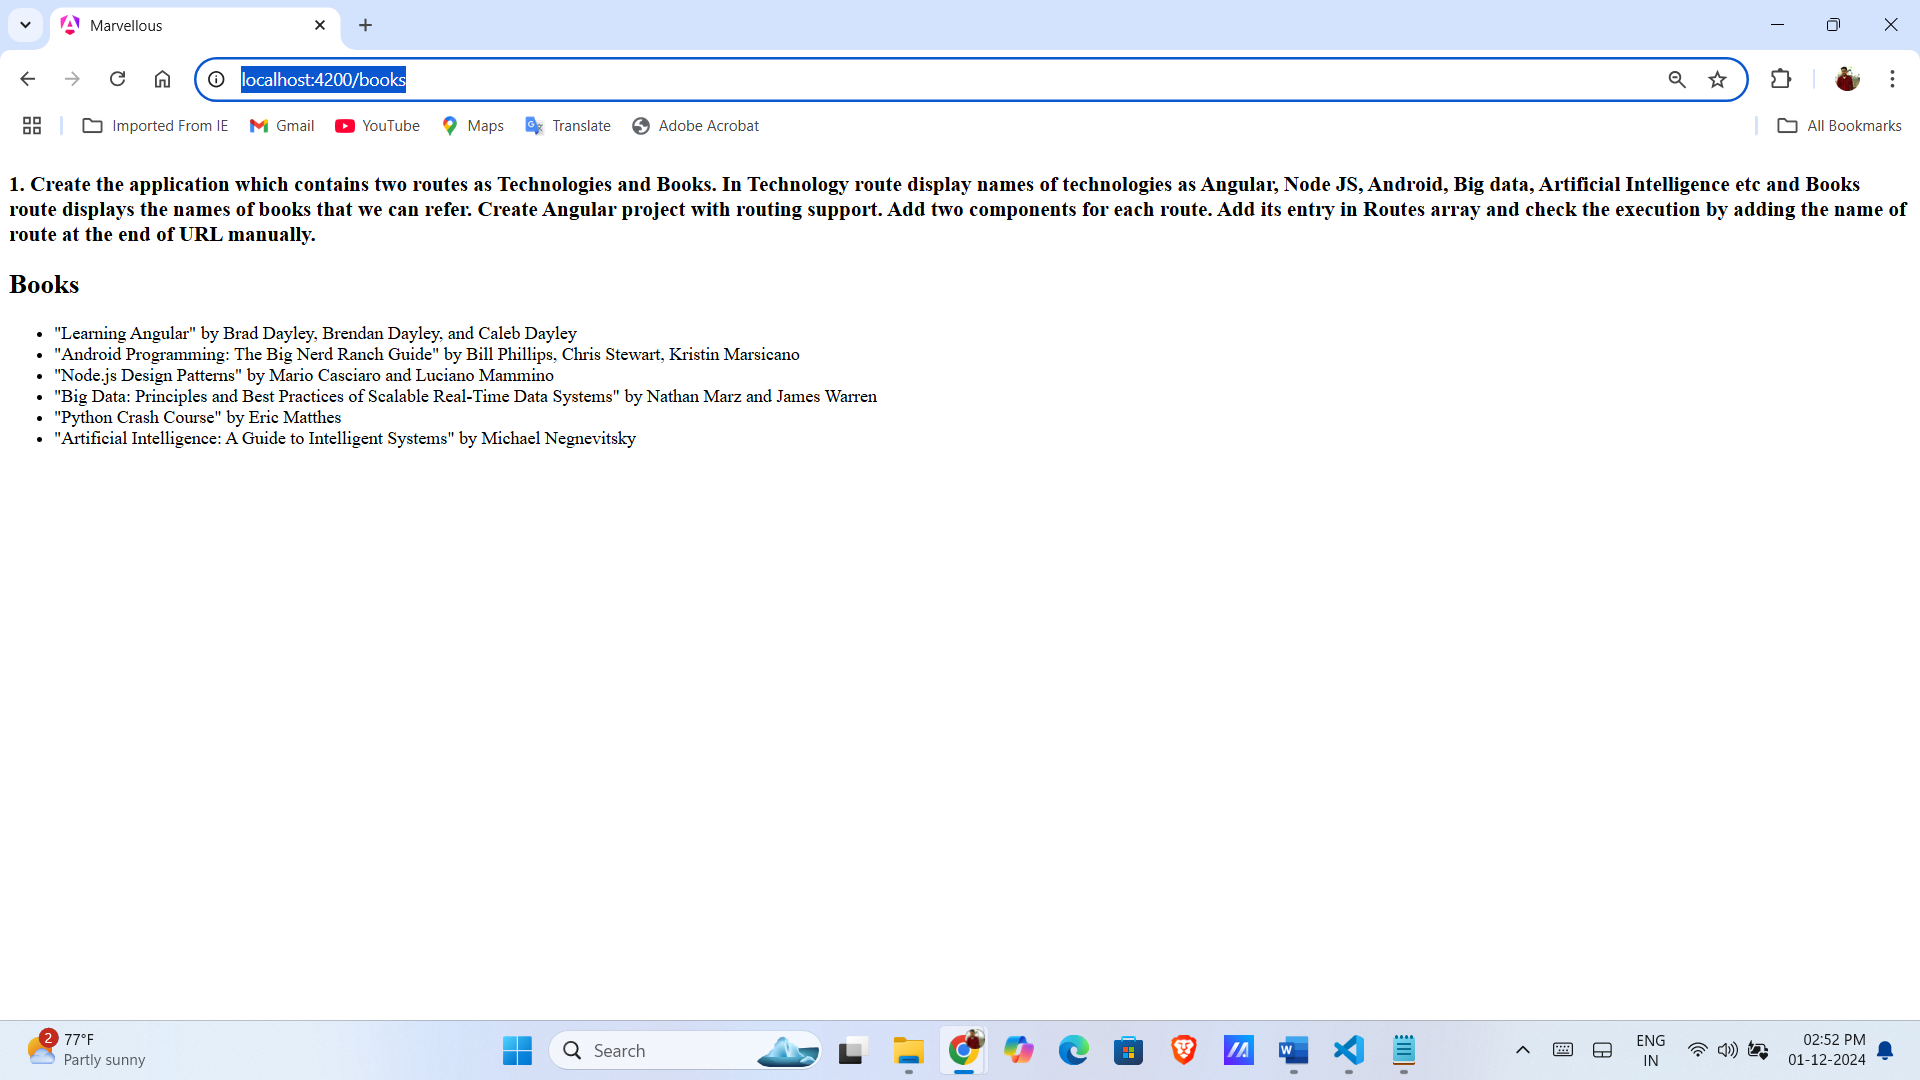 Marvellous
localhost:4200/books
Imported From IE
Gmail
YouTube
Maps
Translate
Adobe Acrobat
All Bookmarks
1. Create the application which contains two routes as Technologies and Books. In Technology route display names of technologies as Angular, Node JS, Android, Big data, Artificial Intelligence etc and Books
route displays the names of books that we can refer. Create Angular project with routing support. Add two components for each route. Add its entry in Routes array and check the execution by adding the name of
route at the end of URL manually.
Books
"Learning Angular" by Brad Dayley, Brendan Dayley, and Caleb Dayley
"Android Programming: The Big Nerd Ranch Guide" by Bill Phillips, Chris Stewart, Kristin Marsicano
"Node.js Design Patterns" by Mario Casciaro and Luciano Mammino
"Big Data: Principles and Best Practices of Scalable Real-Time Data Systems" by Nathan Marz and James Warren
"Python Crash Course" by Eric Matthes
"Artificial Intelligence: A Guide to Intelligent Systems" by Michael Negnevitsky
2
77°F
Partly sunny
Search
ENG
IN
02:52 PM
01-12-2024